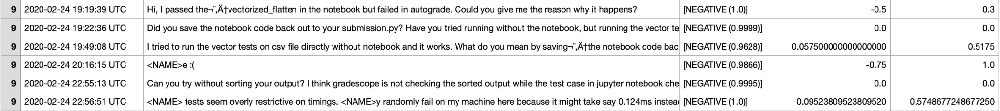 9 2020-02-24 19:19:39 UTC Hi, I passed the¬¨‚Ä†vectorized_flatten in the notebook but failed in autograde. Could you give me the reason why it happens? [NEGATIVE (1.0)] -0.5 0.3
9 2020-02-24 19:22:36 UTC Did you save the notebook code back out to your submission.py? Have you tried running without the notebook, but running the vector te [NEGATIVE (0.9999)] 0.0 0.0
9 2020-02-24 19:49:08 UTC I tried to run the vector tests on csv file directly without notebook and it works. What do you mean by saving¬¨‚Ä†the notebook code bac [NEGATIVE (0.9628)] 0.057500000000000000 0.5175
9 2020-02-24 20:16:15 UTC <NAME>e :( [NEGATIVE (0.9866)] -0.75 1.0
9 2020-02-24 22:55:13 UTC Can you try without sorting your output? I think gradescope is not checking the sorted output while the test case in jupyter notebook che [NEGATIVE (0.9995)] 0.0 0.0
9 2020-02-24 22:56:51 UTC <NAME> tests seem overly restrictive on timings. <NAME>y randomly fail on my machine here because it might take say 0.124ms instea [NEGATIVE (1.0)] 0.09523809523809520 0.5748677248677250